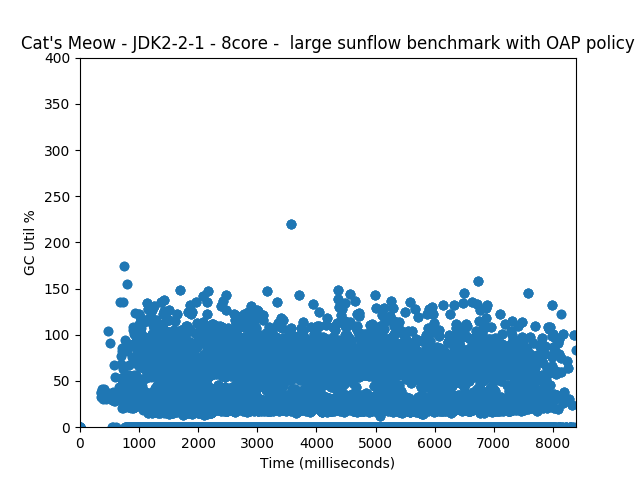 Cat's Meow - JDK2-2-1 - 8core -  large sunflow benchmark with OAP policy
400
350
300
250
200
150
100
50
0
GC Util %
0 1000 2000 3000 4000 5000 6000 7000 8000
Time (milliseconds)